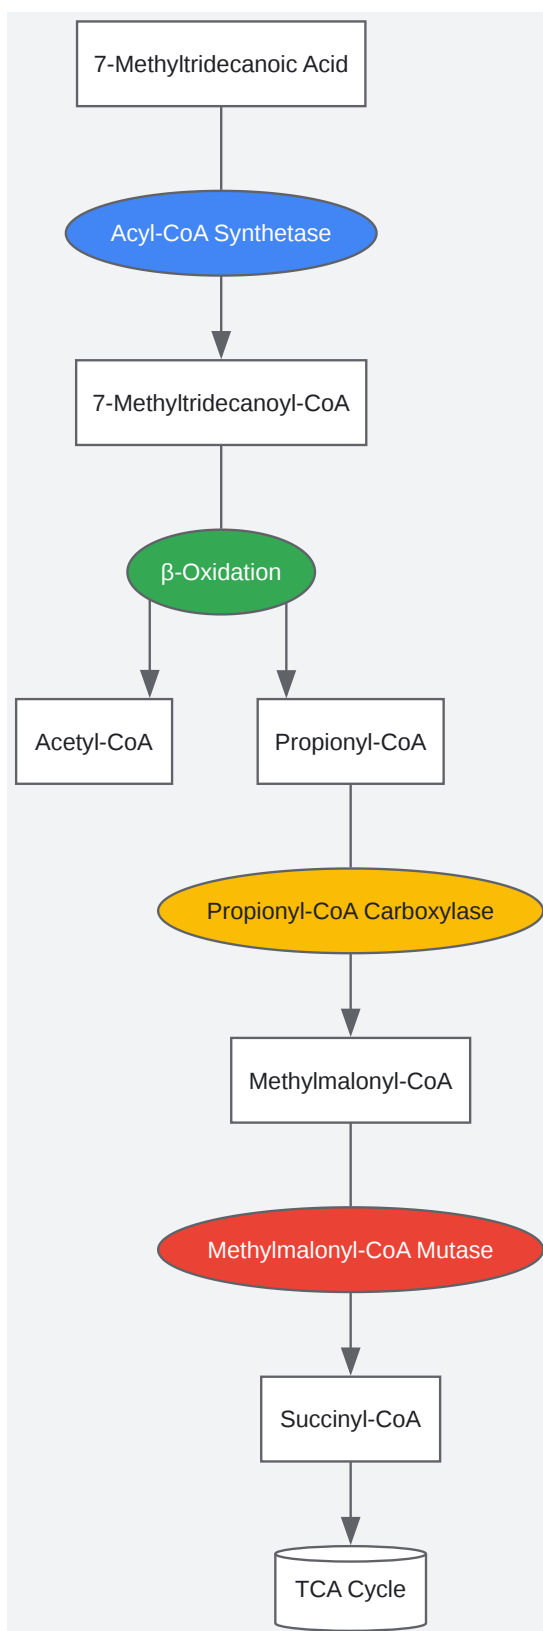 7-Methyltridecanoic Acid
Acyl-CoA Synthetase
7-Methyltridecanoyl-CoA
β-Oxidation
Acetyl-CoA
Propionyl-CoA
Propionyl-CoA Carboxylase
Methylmalonyl-CoA
Methylmalonyl-CoA Mutase
Succinyl-CoA
TCA Cycle